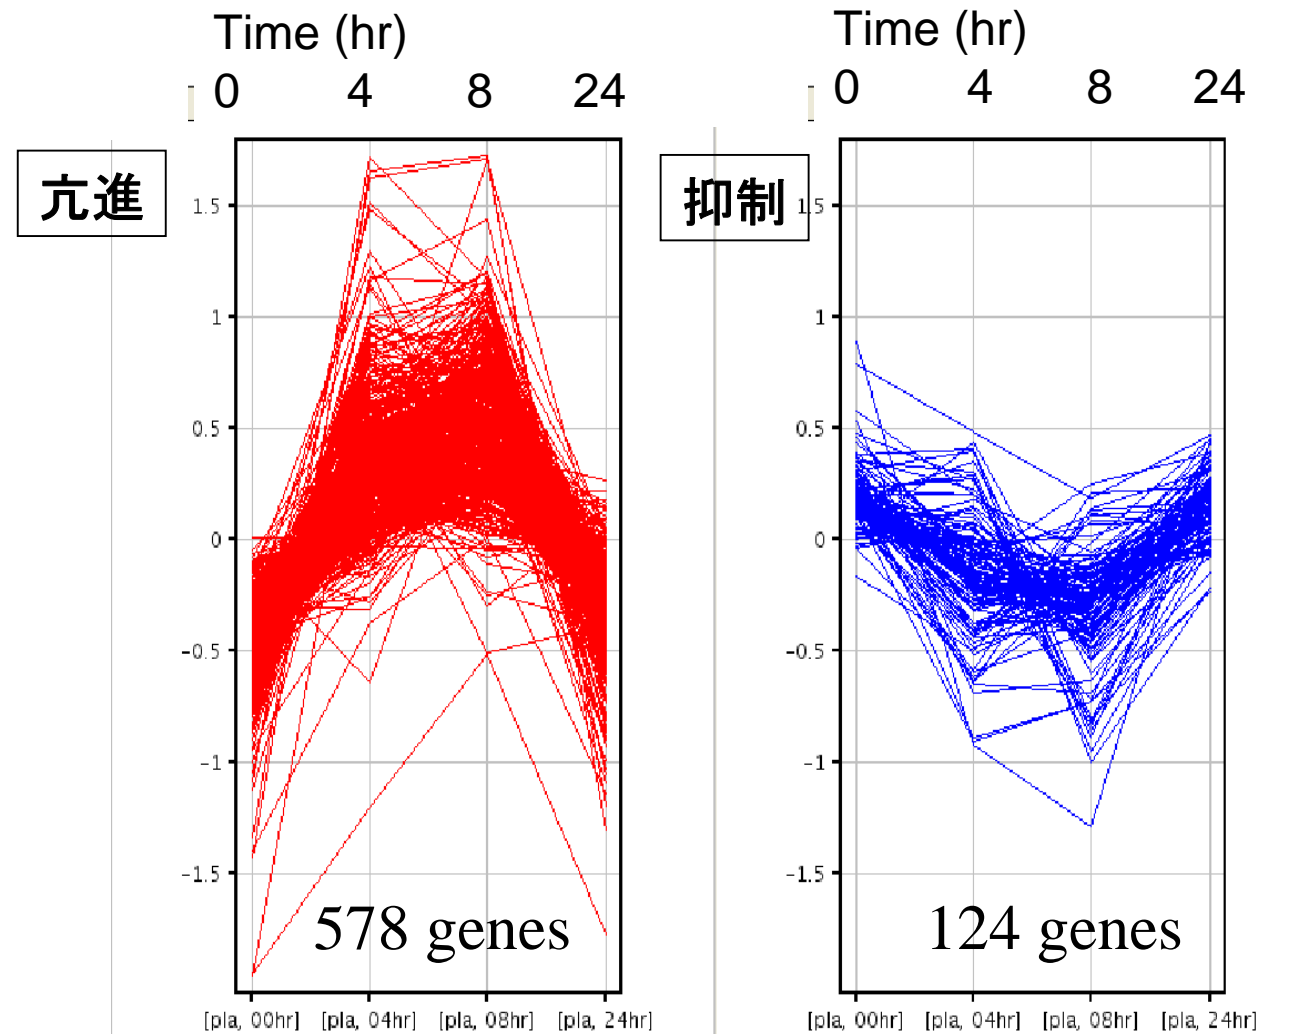 Time (hr)
0 4 8 24
亢進
1.5
1
0.5
0
-0.5
-1
-1.5
578 genes
[pla, 00hr] [pla, 04hr] [pla, 08hr] [pla, 24hr]
Time (hr)
0 4 8 24
抑制
1.5
1
0.5
0
-0.5
-1
-1.5
124 genes
[pla, 00hr] [pla, 04hr] [pla, 08hr] [pla, 24hr]